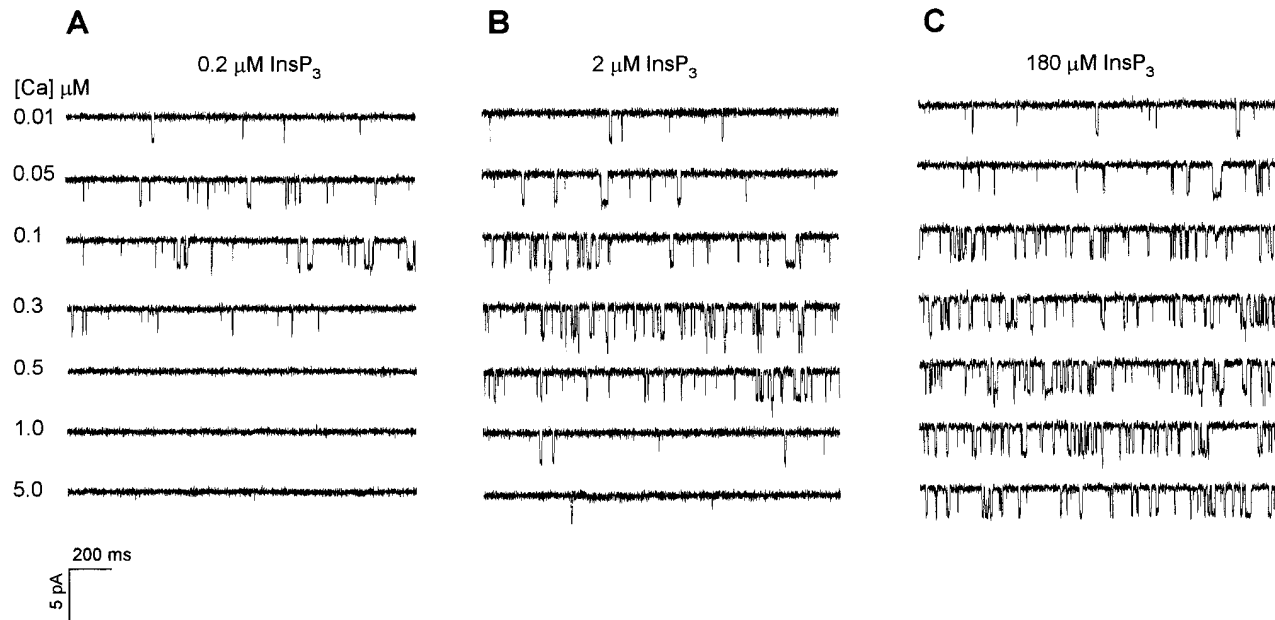 A
B
C
0.2 μM InsP₃
2 μM InsP₃
180 μM InsP₃
[Ca] μM
0.01
0.05
0.1
0.3
0.5
1.0
5.0
200 ms
5 pA